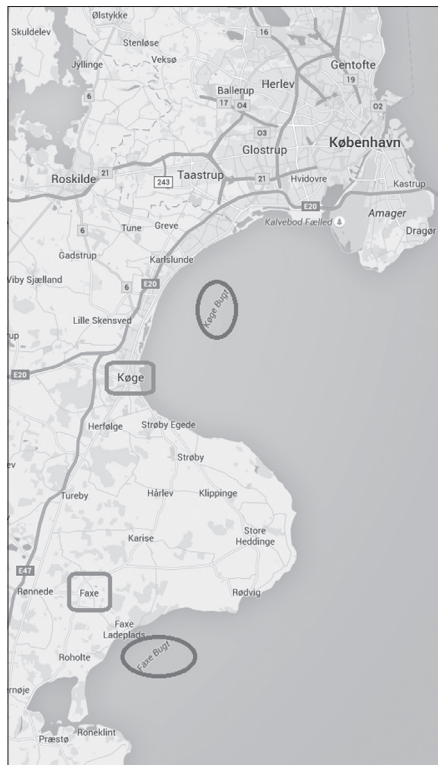 Ølstykke
Skuldelev
16
Stenløse
Jyllinge
Veksø
Gentofte
19
Herlev
Ballerup
6
17
O4
O2
O3
København
Glostrup
21
Taastrup
21
Roskilde
243
Hvidovre
Kastrup
E20
Amager
6
Tune
Greve
Kalvebod Fælled
Dragør
Gadstrup
Karlslunde
Viby Sjælland
6
E20
Køge Bugt
Lille Skensved
rup
E20
Køge
Herfølge
Strøby Egede
Strøby
ev
Tureby
Hårlev
Klippinge
Store
Heddinge
Karise
E47
Rønnede
Faxe
Rødvig
Faxe
Ladeplads
Roholte
Faxe Bugt
ernøje
Præstø
Roneklint